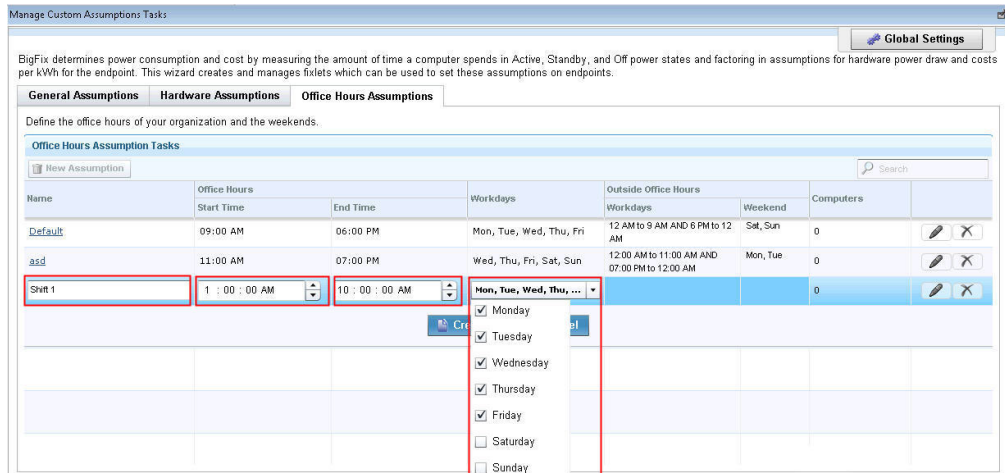 Manage Custom Assumptions Tasks
Global Settings
BigFix determines power consumption and cost by measuring the amount of time a computer spends in Active, Standby, and Off power states and factoring in assumptions for hardware power draw and costs
per kWh for the endpoint. This wizard creates and manages fixlets which can be used to set these assumptions on endpoints.
General Assumptions Hardware Assumptions Office Hours Assumptions
Define the office hours of your organization and the weekends.
Office Hours Assumption Tasks
New Assumption Search
Name Office Hours Workdays Outside Office Hours Computers
Start Time End Time Workdays Weekend
Default 09:00 AM 06:00 PM Mon, Tue, Wed, Thu, Fri 12 AM to 9 AM AND 6 PM to 12 AM Sat, Sun 0
asd 11:00 AM 07:00 PM Wed, Thu, Fri, Sat, Sun 12:00 AM to 11:00 AM AND 07:00 PM to 12:00 AM Mon, Tue 0
Shift 1 1 : 00 : 00 AM 10 : 00 : 00 AM Mon, Tue, Wed, Thu, ... 0
Monday
Tuesday
Wednesday
Thursday
Friday
Saturday
Sunday